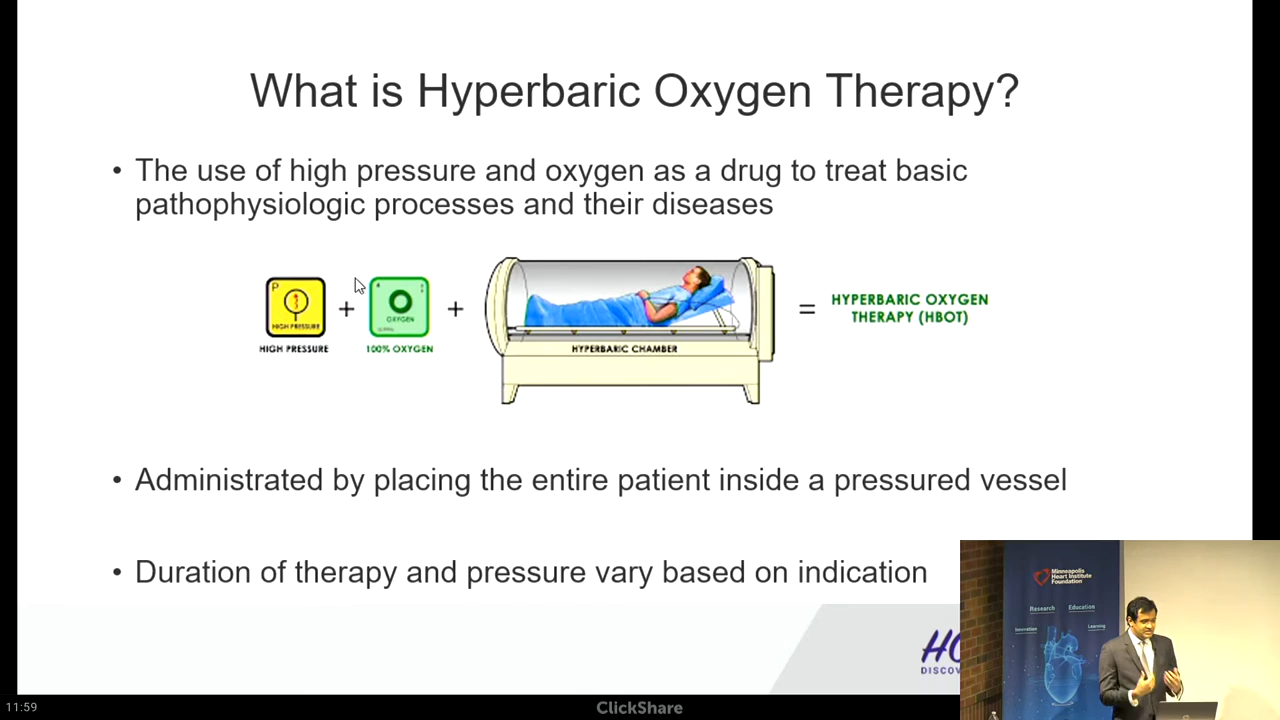 What is Hyperbaric Oxygen Therapy?
• The use of high pressure and oxygen as a drug to treat basic
pathophysiologic processes and their diseases
P
HIGH PRESSURE
HIGH PRESSURE
+
OXYGEN
100% OXYGEN
+
HYPERBARIC CHAMBER
=
HYPERBARIC OXYGEN
THERAPY (HBOT)
• Administrated by placing the entire patient inside a pressured vessel
• Duration of therapy and pressure vary based on indication
Minneapolis
Heart Institute
Foundation
Research Education
Innovation Learning
11:59
ClickShare